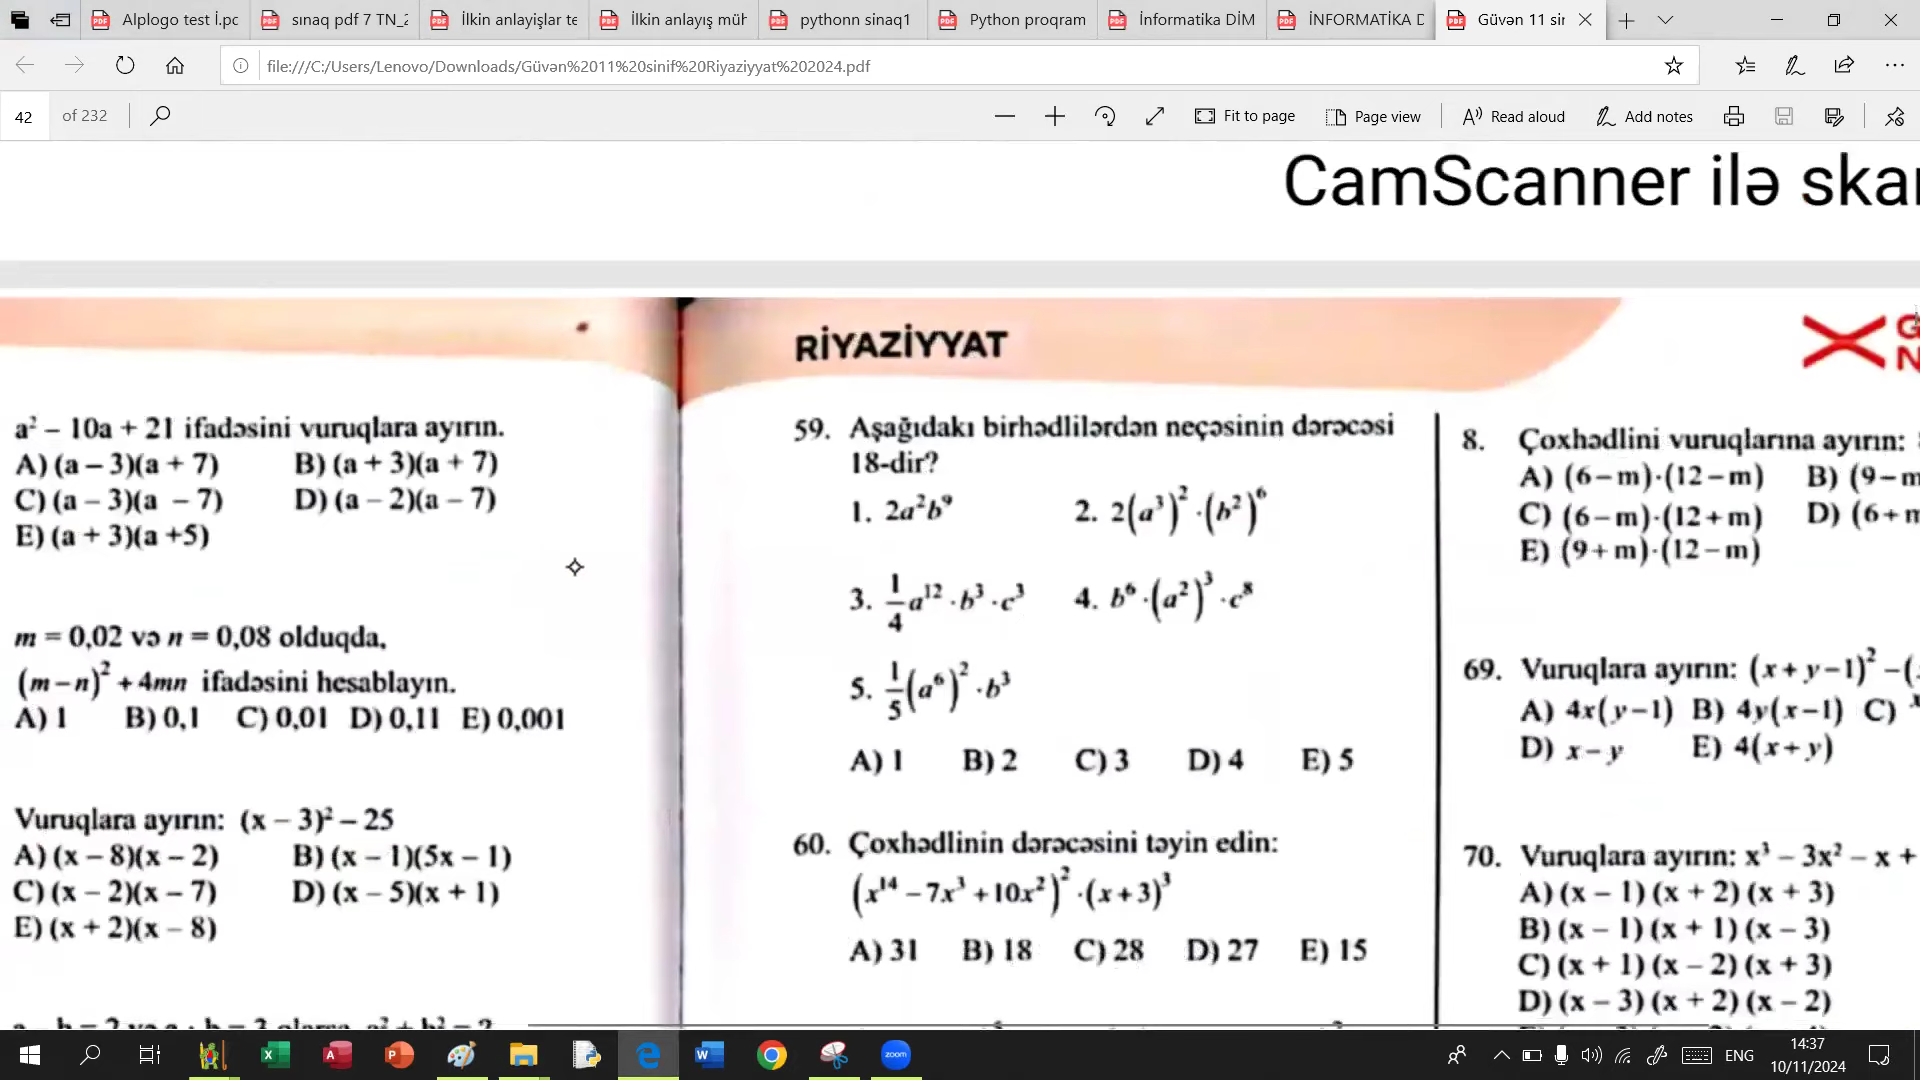 Alplogo test İ.pc
sınaq pdf 7 TN_2
İlkin anlayişlar te
İlkin anlayış müh
pythonn sinaq1
Python proqram
İnformatika DİM
İNFORMATİKA D
Güvən 11 sir
file:///C:/Users/Lenovo/Downloads/Güvən%2011%20sinif%20Riyaziyyat%202024.pdf
42 of 232
Fit to page
Page view
Read aloud
Add notes
CamScanner ilə skar
RİYAZİYYAT
a² – 10a + 21 ifadəsini vuruqlara ayırın.
A) (a – 3)(a + 7) B) (a + 3)(a + 7)
C) (a – 3)(a – 7) D) (a – 2)(a – 7)
E) (a + 3)(a +5)
m = 0,02 və n = 0,08 olduqda,
(m–n)² + 4mn ifadəsini hesablayın.
A) 1 B) 0,1 C) 0,01 D) 0,11 E) 0,001
Vuruqlara ayırın: (x – 3)² – 25
A) (x – 8)(x – 2) B) (x – 1)(5x – 1)
C) (x – 2)(x – 7) D) (x – 5)(x + 1)
E) (x + 2)(x – 8)
59. Aşağıdakı birhədlilərdən neçəsinin dərəcəsi
18-dir?
1. 2a²b⁹ 2. 2(a³)²·(b²)⁶
3. 1/4 a¹²·b³·c³ 4. b⁶·(a²)³·c⁸
5. 1/5 (a⁶)²·b³
A) 1 B) 2 C) 3 D) 4 E) 5
60. Çoxhədlinin dərəcəsini təyin edin:
(x¹⁴ – 7x³ + 10x²)²·(x + 3)³
A) 31 B) 18 C) 28 D) 27 E) 15
8. Çoxhədlini vuruqlarına ayırın:
A) (6–m)·(12–m) B) (9–m
C) (6–m)·(12+m) D) (6+m
E) (9+m)·(12–m)
69. Vuruqlara ayırın: (x+y–1)² –(
A) 4x(y–1) B) 4y(x–1) C)
D) x–y E) 4(x+y)
70. Vuruqlara ayırın: x³ – 3x² – x +
A) (x – 1) (x + 2) (x + 3)
B) (x – 1) (x + 1) (x – 3)
C) (x + 1) (x – 2) (x + 3)
D) (x – 3) (x + 2) (x – 2)
zoom
ENG
14:37
10/11/2024